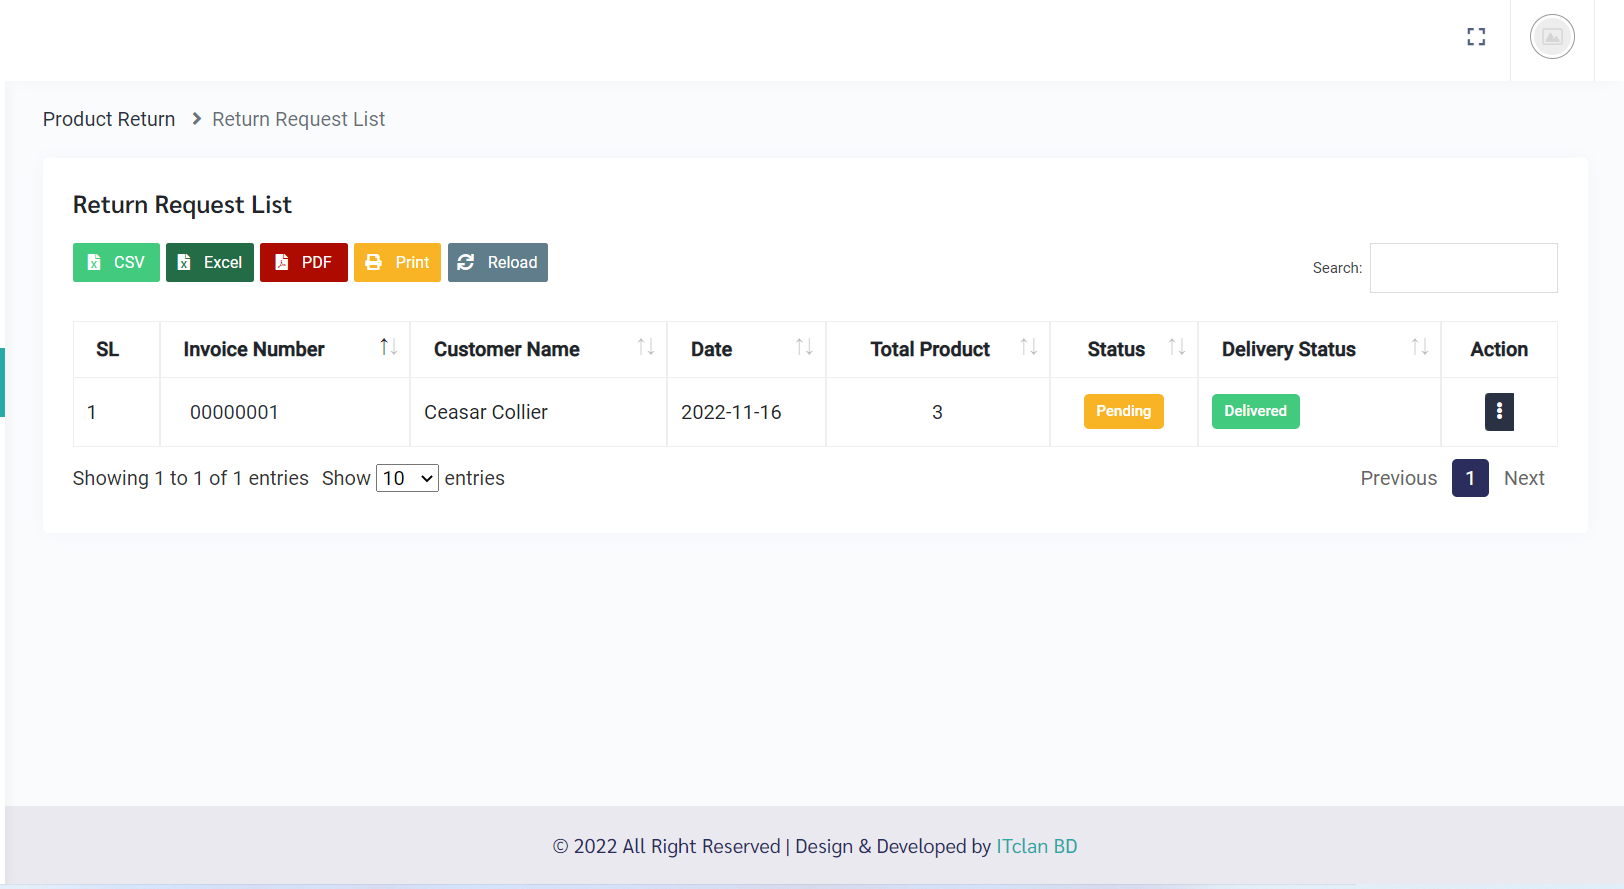 Product Return > Return Request List
Return Request List
CSV Excel PDF Print Reload
Search:
SL Invoice Number Customer Name Date Total Product Status Delivery Status Action
1 00000001 Ceasar Collier 2022-11-16 3 Pending Delivered
Showing 1 to 1 of 1 entries Show 10 entries Previous 1 Next
© 2022 All Right Reserved | Design & Developed by ITclan BD